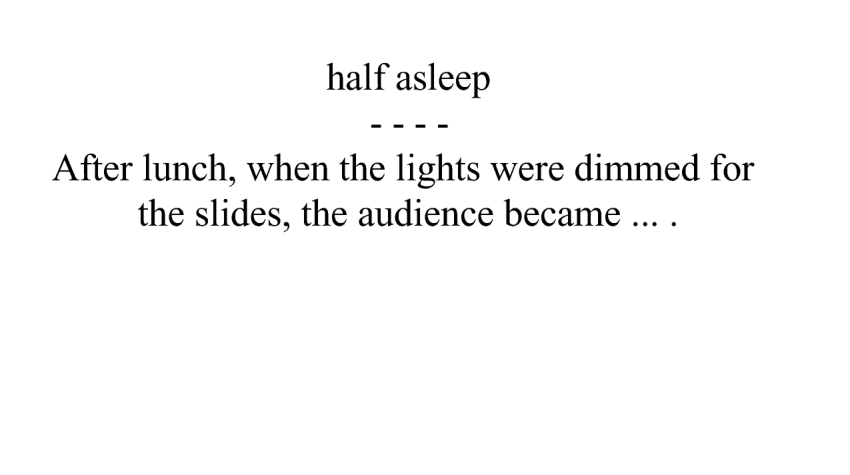 half asleep
- - - -
After lunch, when the lights were dimmed for
the slides, the audience became ... .